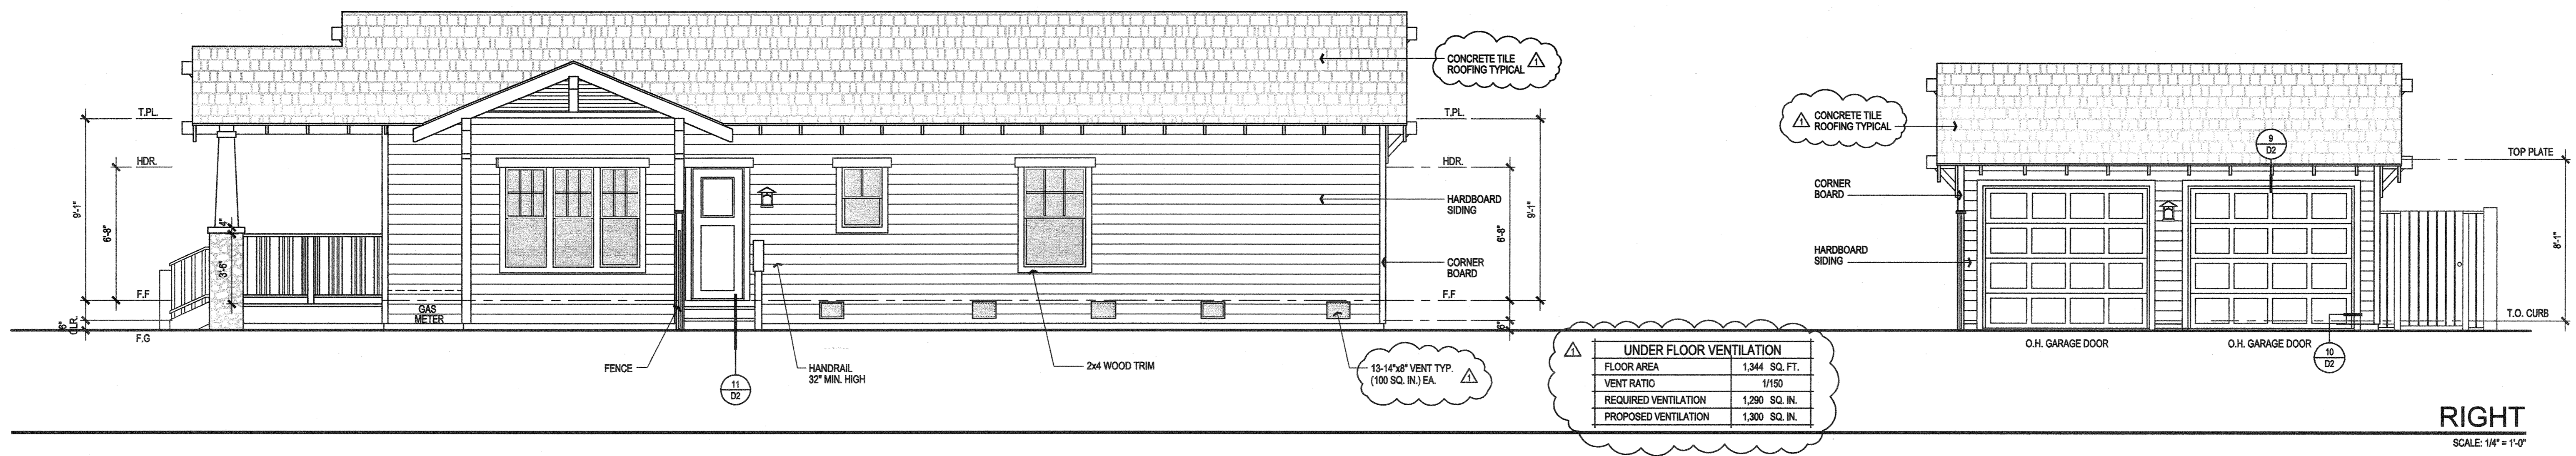 CONCRETE TILE
ROOFING TYPICAL
1
T.PL.
HDR.
9'-1"
6'-8"
4"
3'-6"
F.F
6"
CLR.
F.G
GAS
METER
FENCE
11
D2
HANDRAIL
32" MIN. HIGH
2x4 WOOD TRIM
T.PL.
HDR.
HARDBOARD
SIDING
6'-8"
9'-1"
CORNER
BOARD
F.F
6"
13-14"x8" VENT TYP.
(100 SQ. IN.) EA.
1
1
UNDER FLOOR VENTILATION
FLOOR AREA 1,344 SQ. FT.
VENT RATIO 1/150
REQUIRED VENTILATION 1,290 SQ. IN.
PROPOSED VENTILATION 1,300 SQ. IN.
1
CONCRETE TILE
ROOFING TYPICAL
9
D2
TOP PLATE
CORNER
BOARD
HARDBOARD
SIDING
8'-1"
T.O. CURB
O.H. GARAGE DOOR
O.H. GARAGE DOOR
10
D2
RIGHT
SCALE: 1/4" = 1'-0"